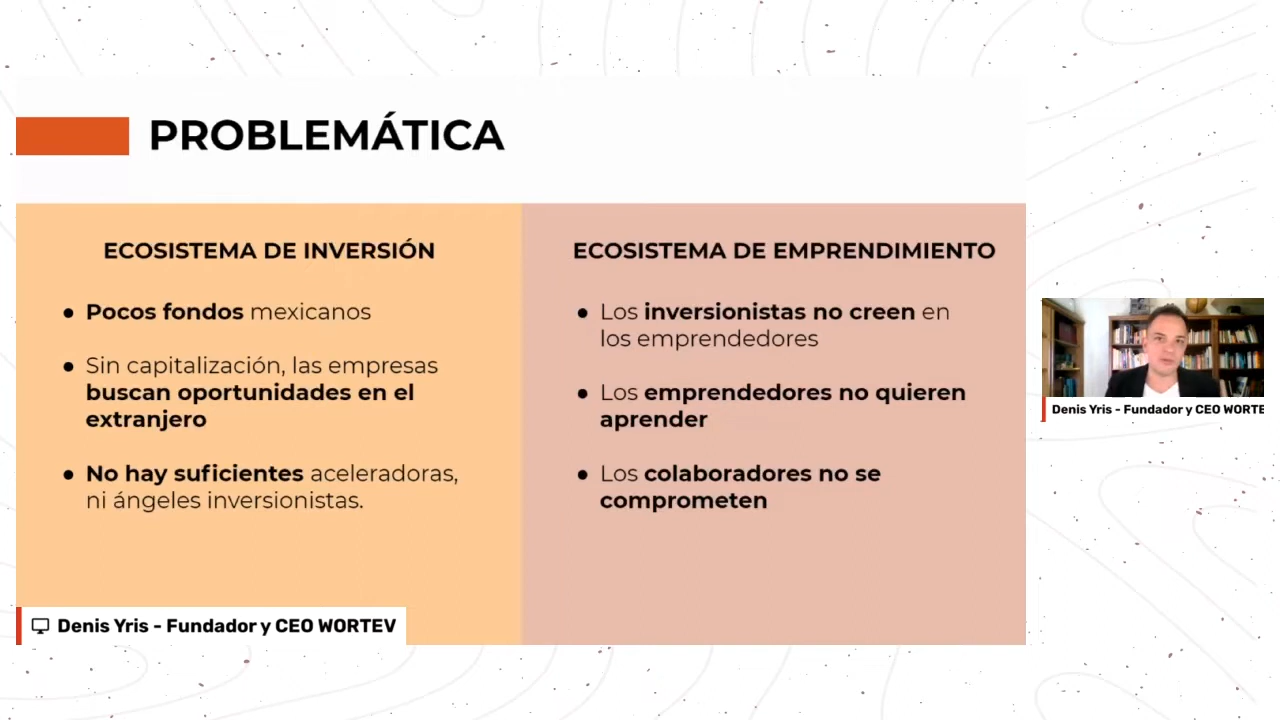 PROBLEMÁTICA
ECOSISTEMA DE INVERSIÓN
● Pocos fondos mexicanos
● Sin capitalización, las empresas
buscan oportunidades en el
extranjero
● No hay suficientes aceleradoras,
ni ángeles inversionistas.
ECOSISTEMA DE EMPRENDIMIENTO
● Los inversionistas no creen en
los emprendedores
● Los emprendedores no quieren
aprender
● Los colaboradores no se
comprometen
Denis Yris - Fundador y CEO WORTEV
Denis Yris - Fundador y CEO WORTE